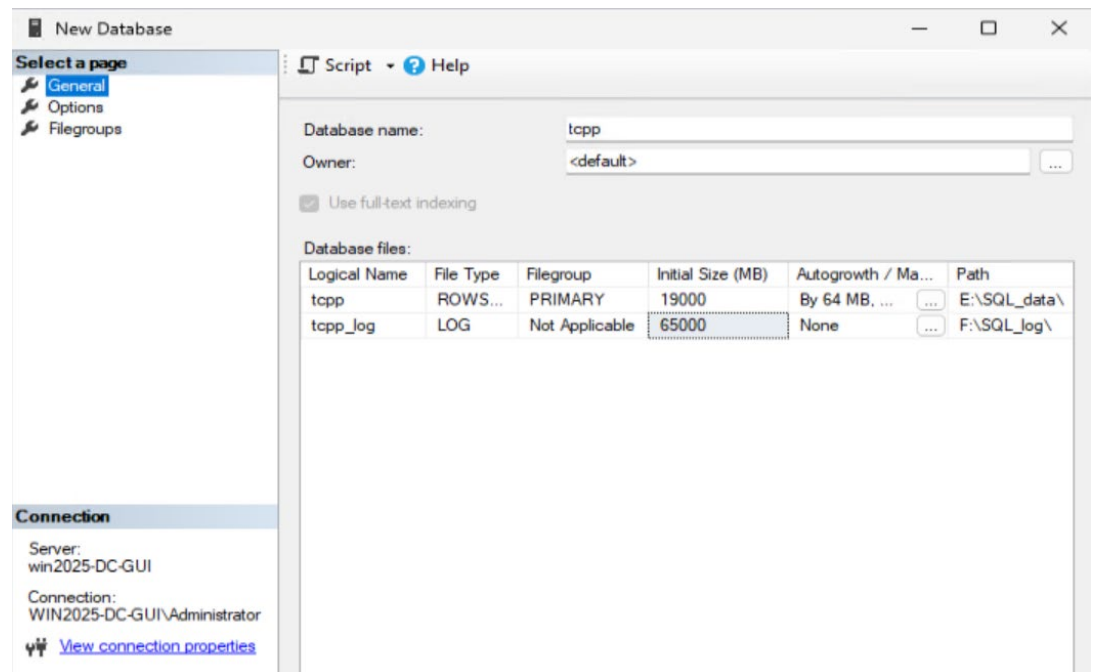 New Database
Select a page
General
Options
Filegroups
Script Help
Database name: tcpp
Owner: <default> ...
Use full-text indexing
Database files:
Logical Name File Type Filegroup Initial Size (MB) Autogrowth / Ma... Path
tcpp ROWS... PRIMARY 19000 By 64 MB, ... ... E:\SQL_data\
tcpp_log LOG Not Applicable 65000 None ... F:\SQL_log\
Connection
Server:
win2025-DC-GUI
Connection:
WIN2025-DC-GUI\Administrator
View connection properties